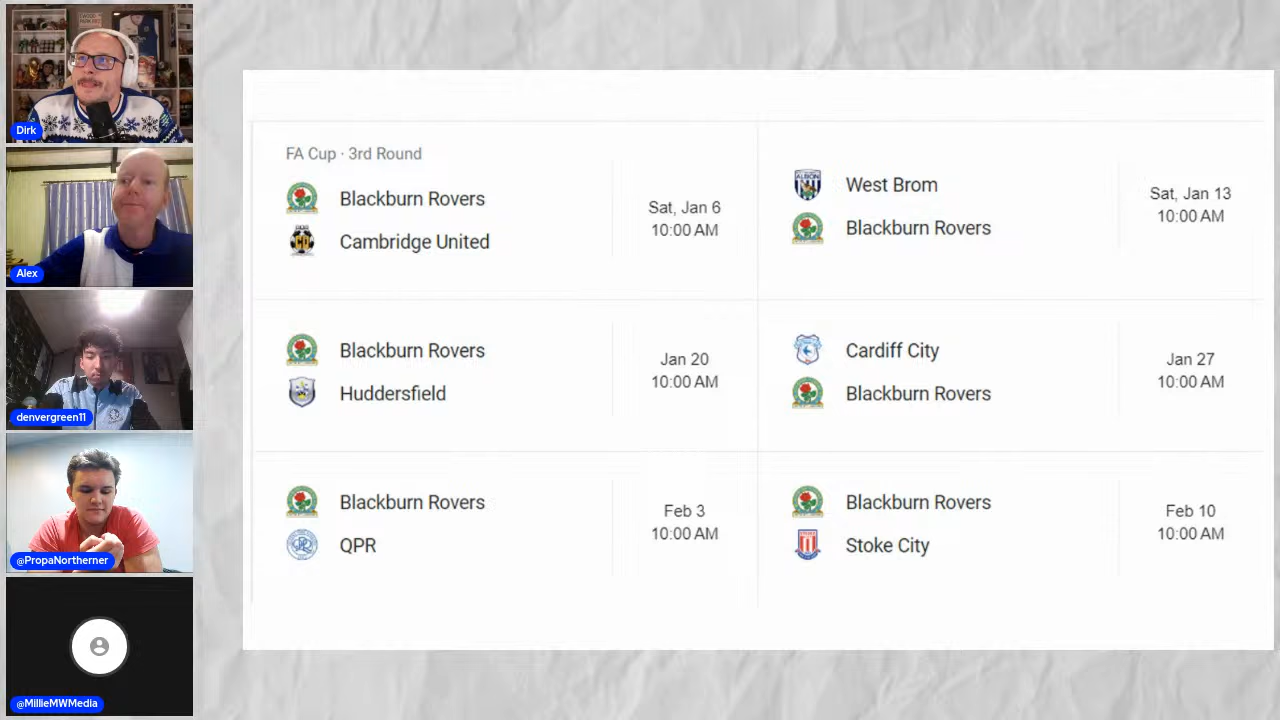 Dirk
Alex
denvergreen11
@PropaNortherner
@MillieMWMedia
FA Cup · 3rd Round
Blackburn Rovers
Cambridge United
Sat, Jan 6
10:00 AM
West Brom
Blackburn Rovers
Sat, Jan 13
10:00 AM
Blackburn Rovers
Huddersfield
Jan 20
10:00 AM
Cardiff City
Blackburn Rovers
Jan 27
10:00 AM
Blackburn Rovers
QPR
Feb 3
10:00 AM
Blackburn Rovers
Stoke City
Feb 10
10:00 AM